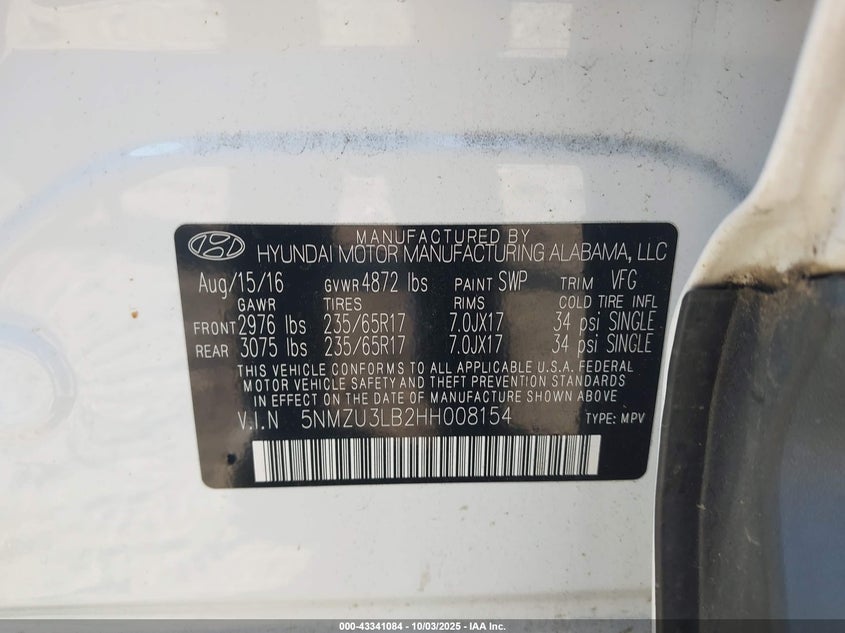 MANUFACTURED BY
HYUNDAI MOTOR MANUFACTURING ALABAMA, LLC
Aug/15/16 GVWR 4872 lbs PAINT SWP TRIM VFG
GAWR TIRES RIMS COLD TIRE INFL
FRONT 2976 lbs 235/65R17 7.0JX17 34 psi SINGLE
REAR 3075 lbs 235/65R17 7.0JX17 34 psi SINGLE
THIS VEHICLE CONFORMS TO ALL APPLICABLE U.S.A. FEDERAL
MOTOR VEHICLE SAFETY AND THEFT PREVENTION STANDARDS
IN EFFECT ON THE DATE OF MANUFACTURE SHOWN ABOVE
V.I.N 5NMZU3LB2HH008154 TYPE: MPV
000-43341084 - 10/03/2025 - IAA Inc.